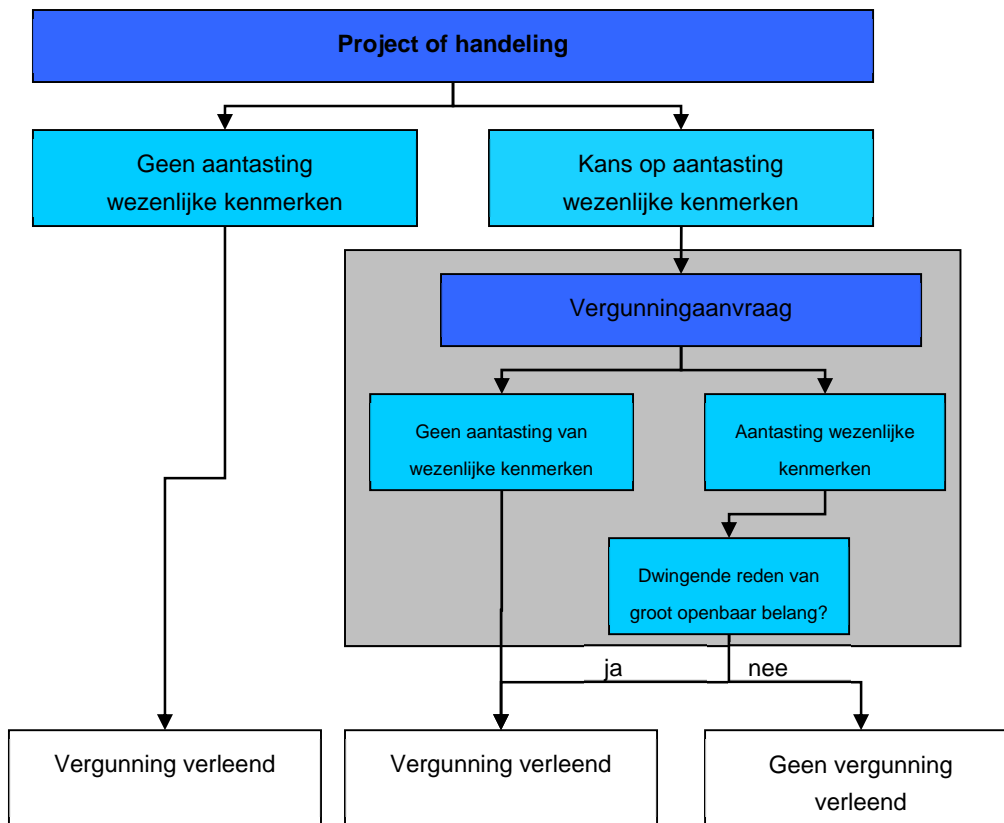 Project of handeling
Geen aantasting
wezenlijke kenmerken
Kans op aantasting
wezenlijke kenmerken
Vergunningaanvraag
Geen aantasting van
wezenlijke kenmerken
Aantasting wezenlijke
kenmerken
Dwingende reden van
groot openbaar belang?
ja
nee
Vergunning verleend
Vergunning verleend
Geen vergunning
verleend